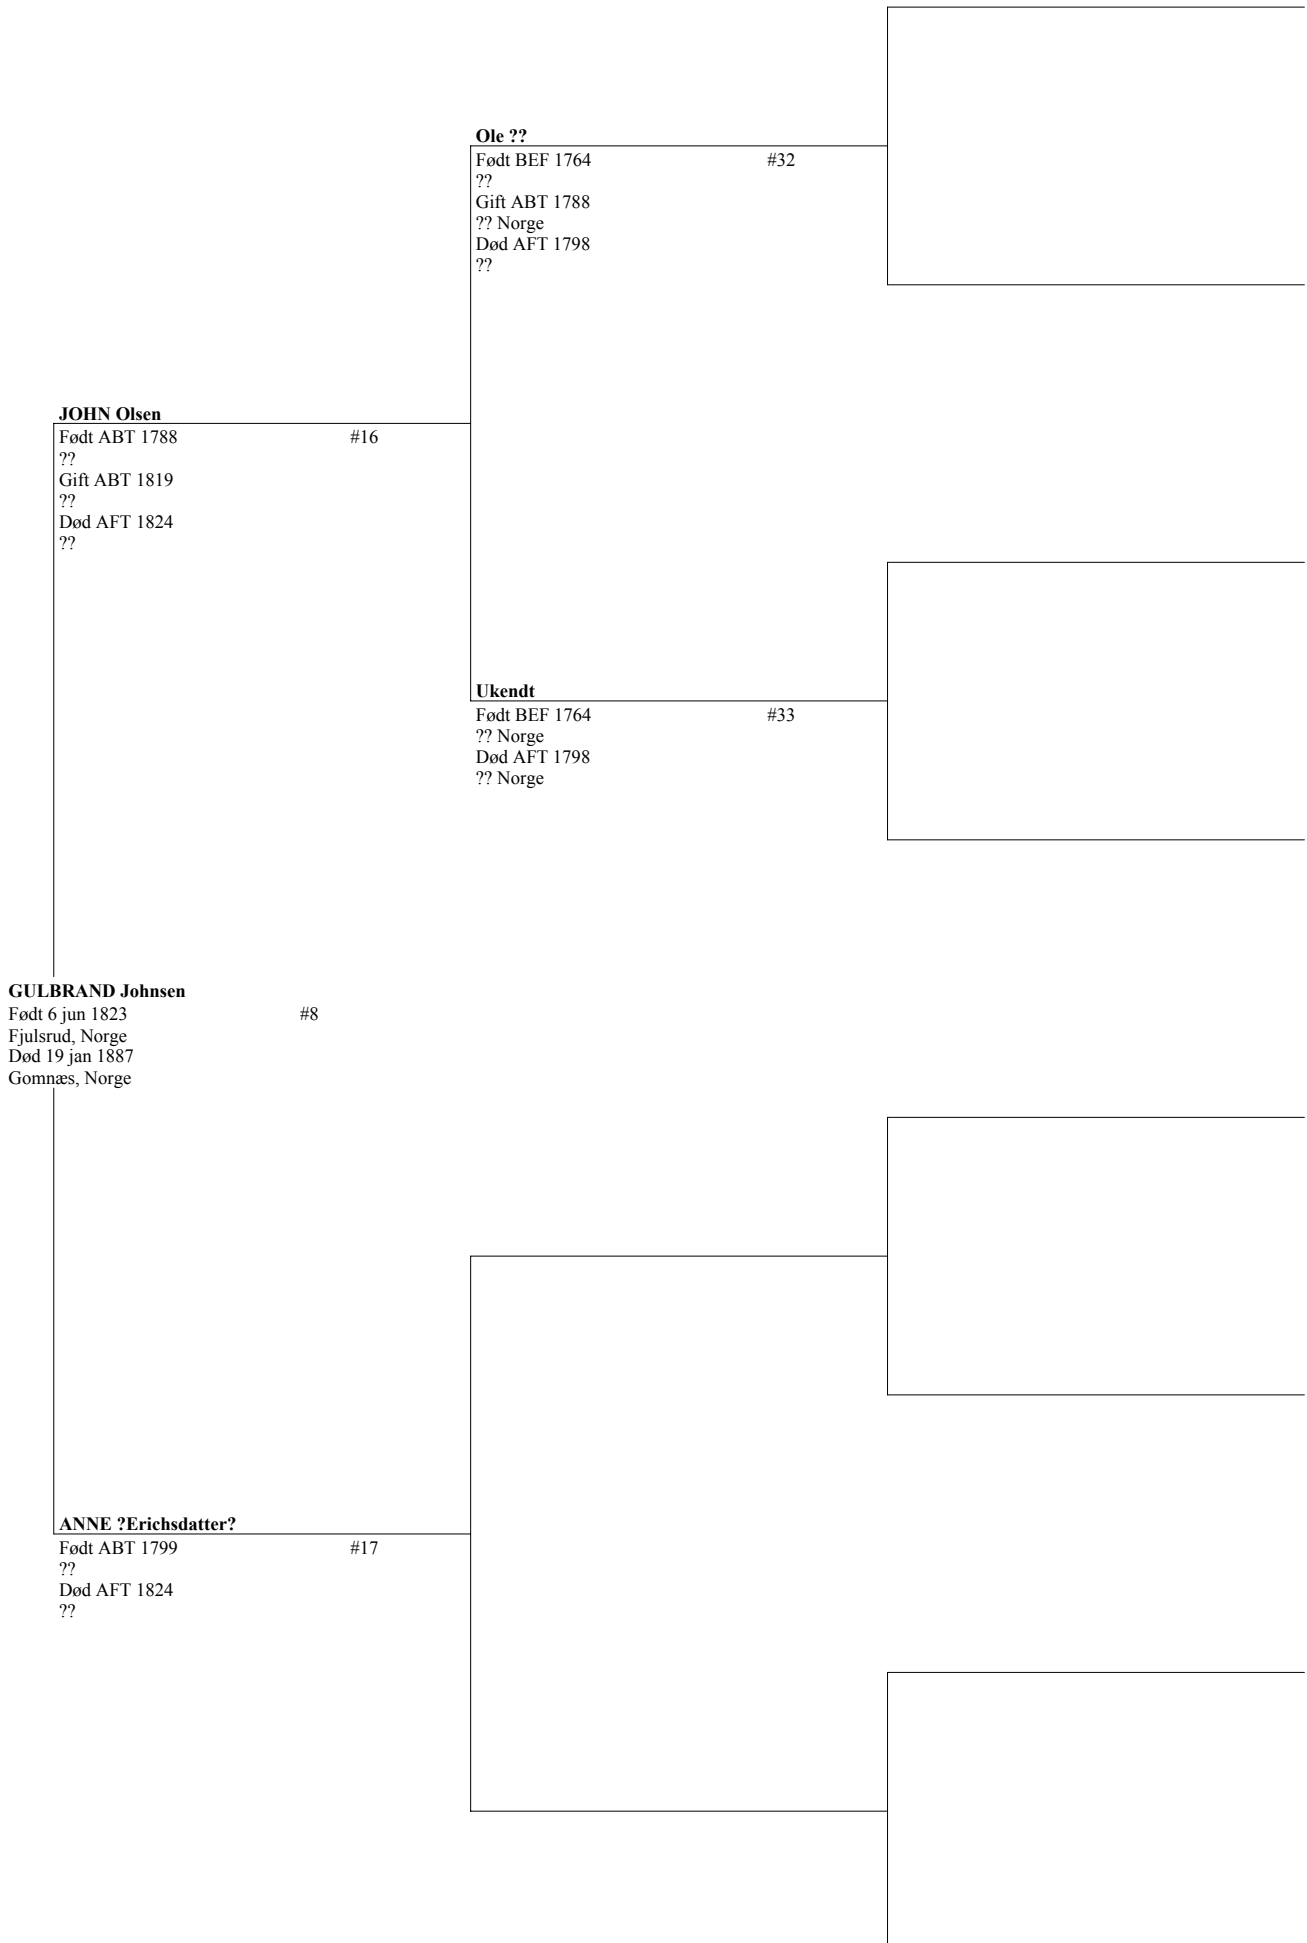 Ole ??
Født BEF 1764 #32
??
Gift ABT 1788
?? Norge
Død AFT 1798
??
JOHN Olsen
Født ABT 1788 #16
??
Gift ABT 1819
??
Død AFT 1824
??
Ukendt
Født BEF 1764 #33
?? Norge
Død AFT 1798
?? Norge
GULBRAND Johnsen
Født 6 jun 1823 #8
Fjulsrud, Norge
Død 19 jan 1887
Gomnæs, Norge
ANNE ?Erichsdatter?
Født ABT 1799 #17
??
Død AFT 1824
??